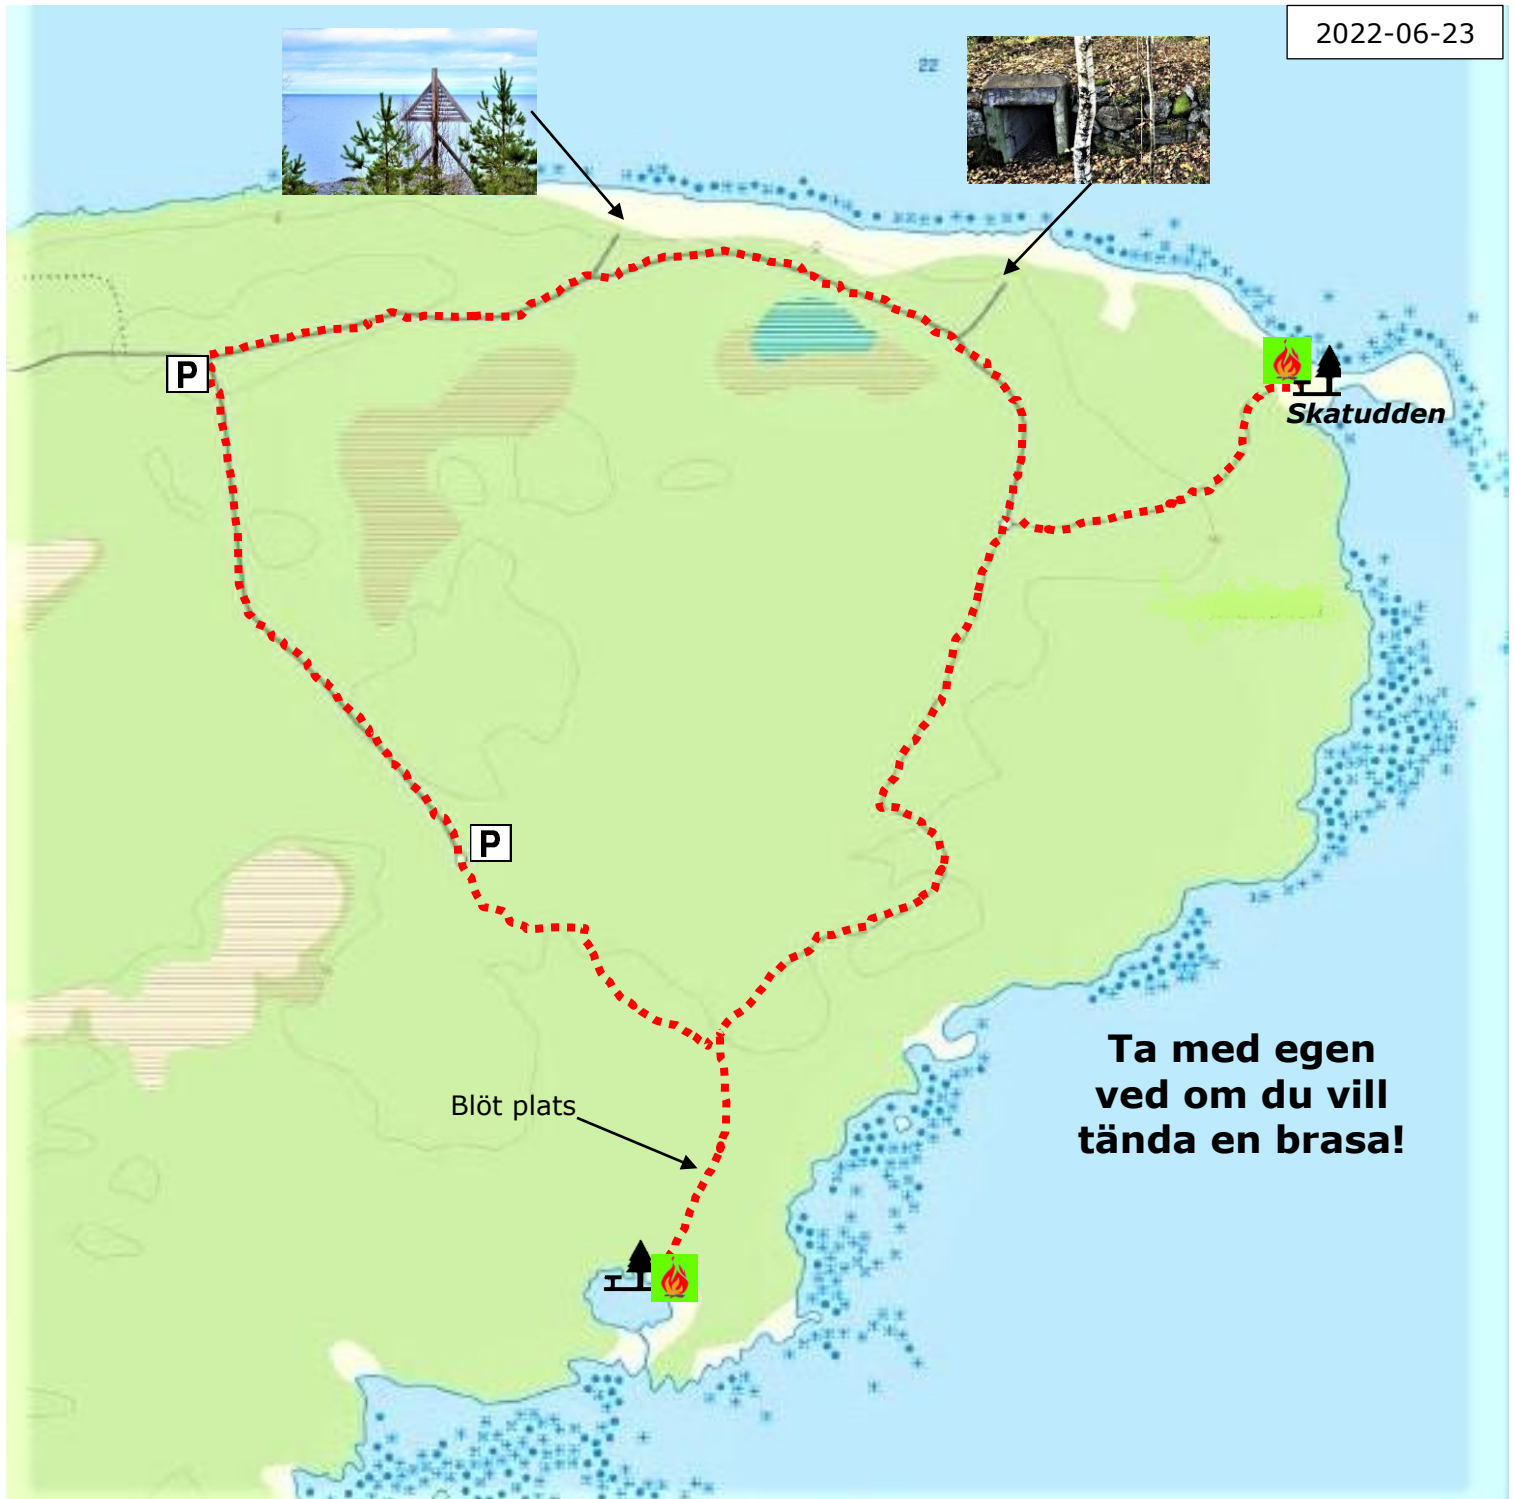 2022-06-23
22
P
Skatudden
P
Ta med egen
ved om du vill
tända en brasa!
Blöt plats